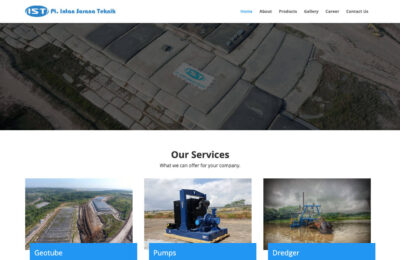 IST Pt. Intan Sarana Teknik
Home About Products Gallery Career Contact Us
IST
Our Services
What we can offer for your company.
Geotube Pumps Dredger